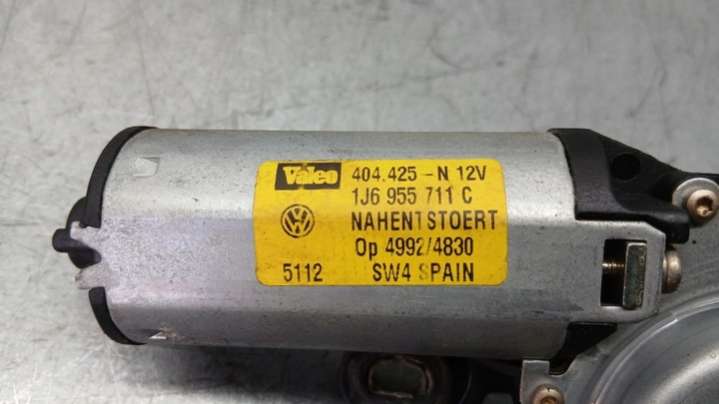 Valeo 404.425-N 12V
1J6 955 711 C
NAHENTSTOERT
Op 4992/4830
5112 SW4 SPAIN